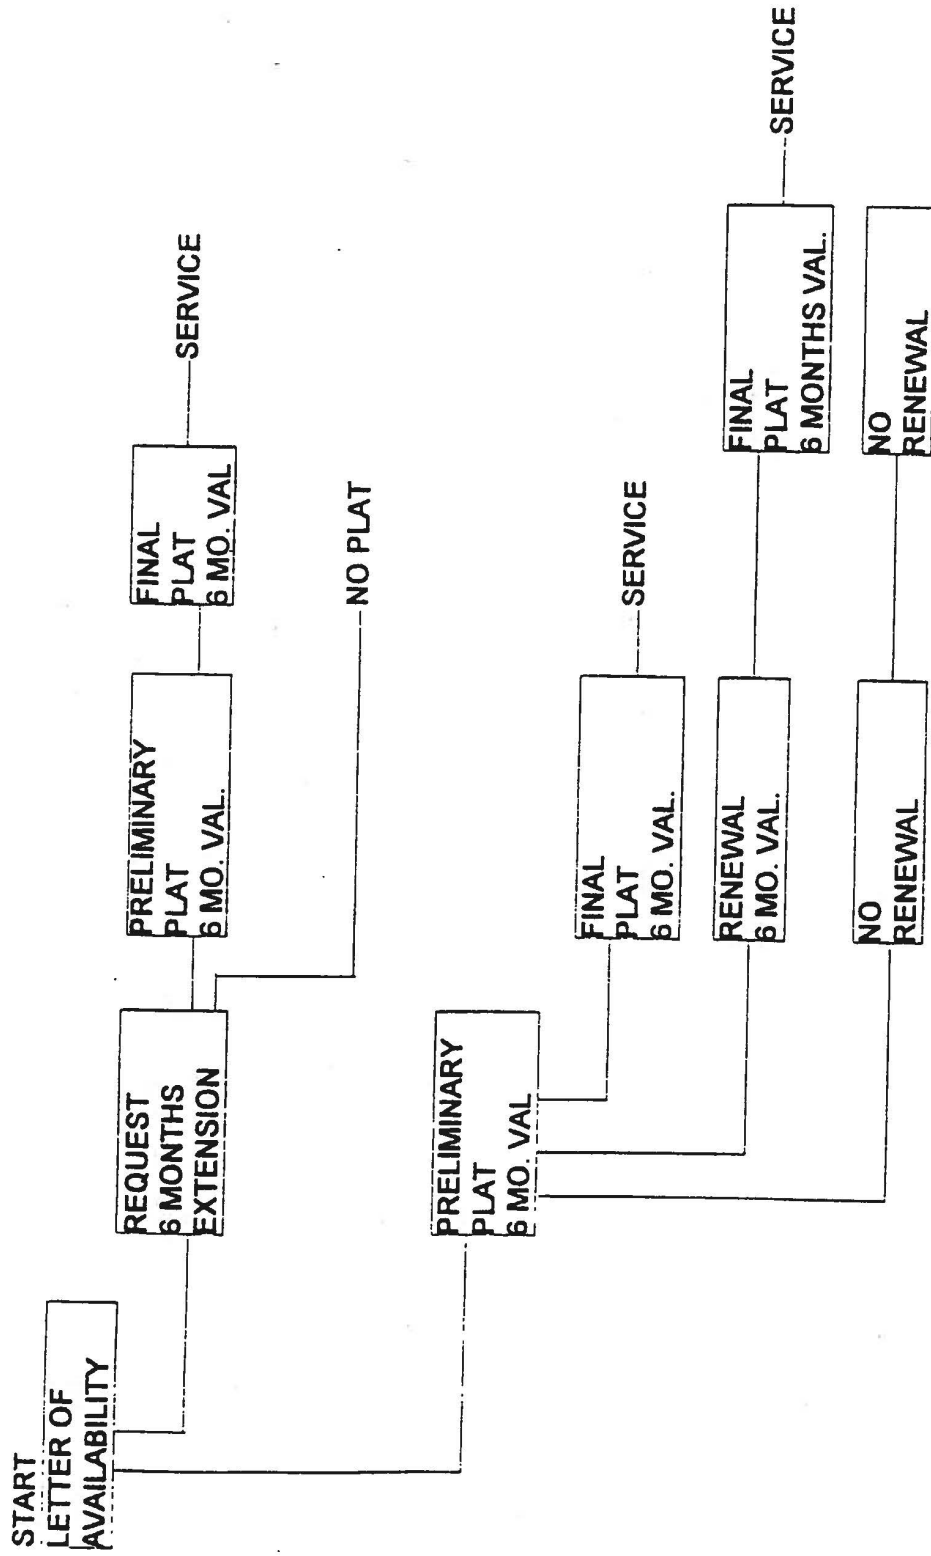 START
LETTER OF
AVAILABILITY
REQUEST
6 MONTHS
EXTENSION
PRELIMINARY
PLAT
6 MO. VAL.
FINAL
PLAT
6 MO. VAL
SERVICE
NO PLAT
PRELIMINARY
PLAT
6 MO. VAL
FINAL
PLAT
6 MO. VAL.
SERVICE
RENEWAL
6 MO. VAL.
FINAL
PLAT
6 MONTHS VAL.
SERVICE
NO
RENEWAL
NO
RENEWAL